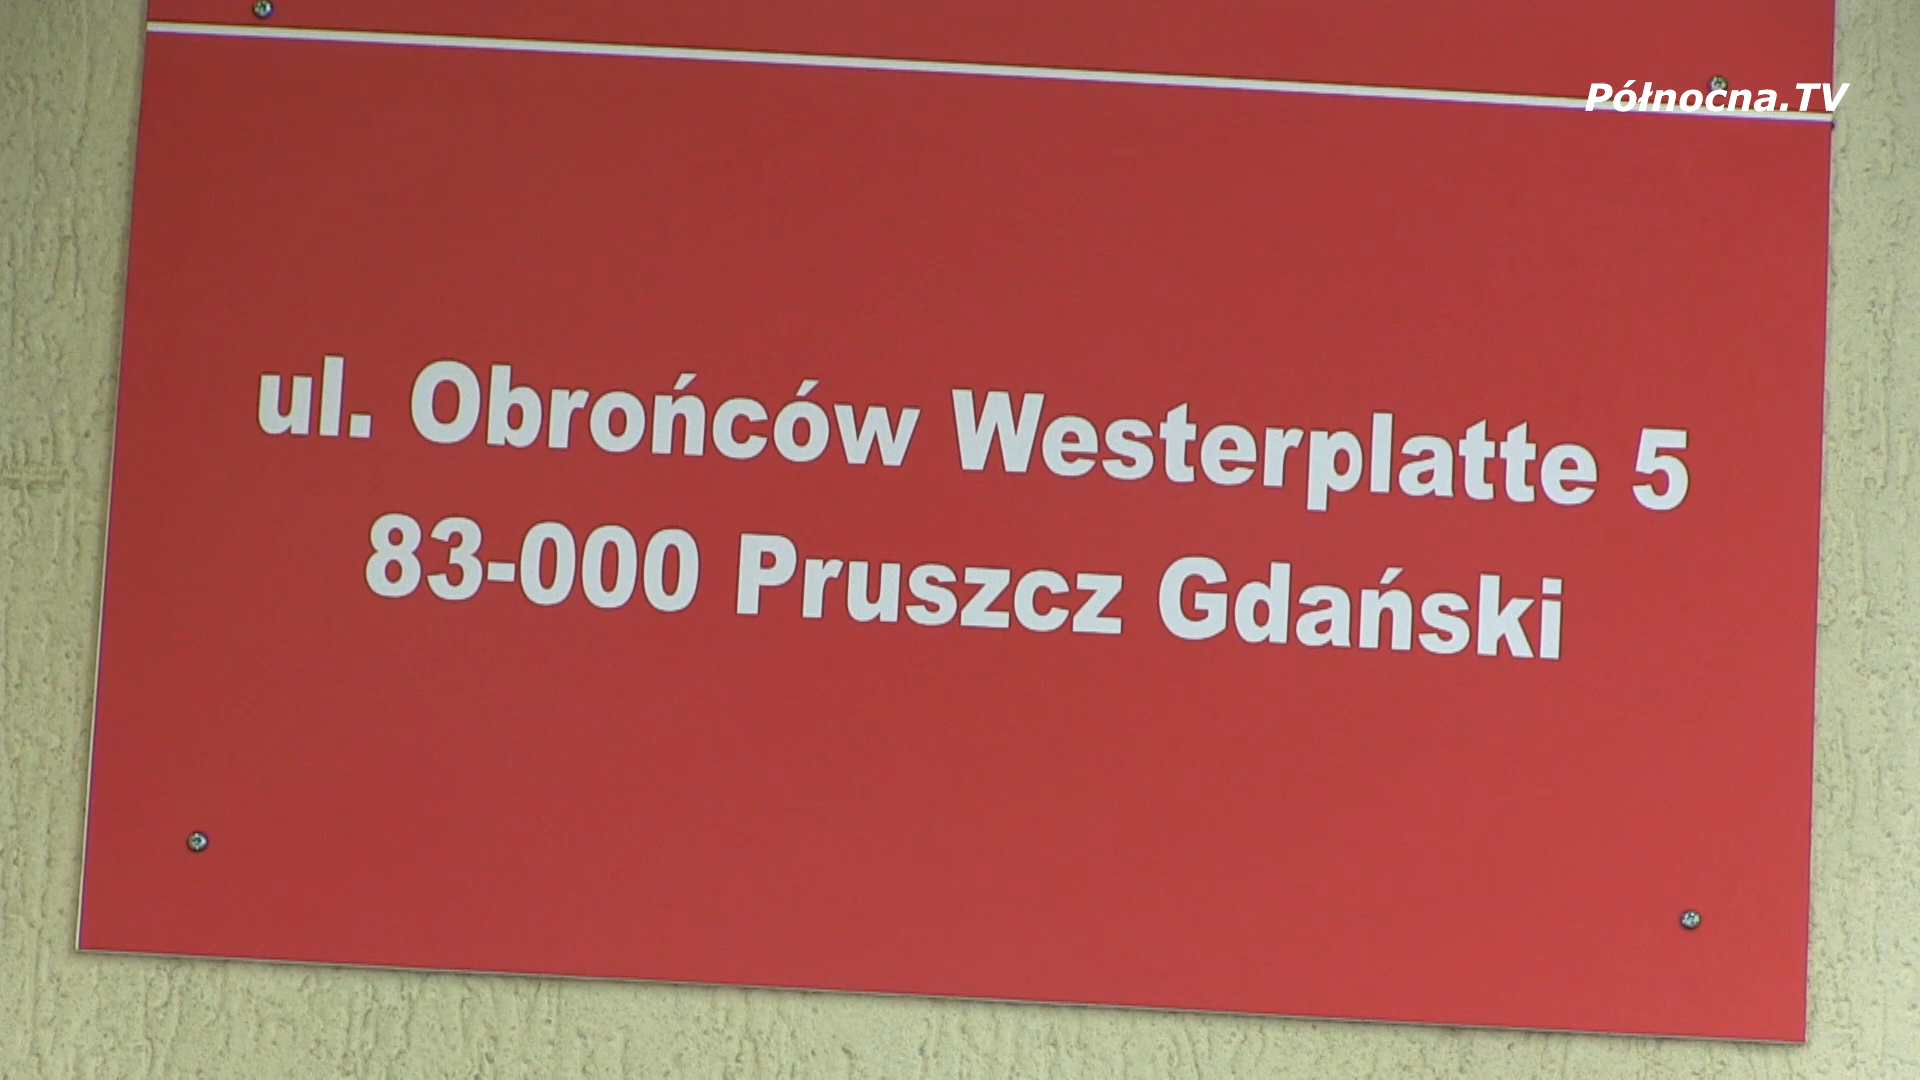 Północna.TV
ul. Obrońców Westerplatte 5
83-000 Pruszcz Gdański